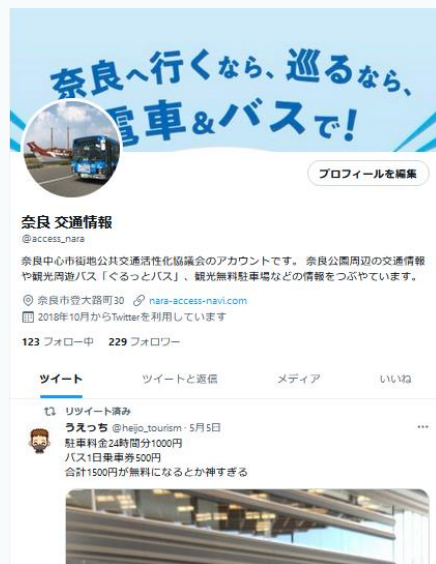 奈良へ行くなら、巡るなら、
電車&バスで!
プロフィールを編集
奈良 交通情報
@access_nara
奈良中心市街地公共交通活性化協議会のアカウントです。 奈良公園周辺の交通情報
や観光周遊バス「ぐるっとバス」、観光無料駐車場などの情報をつぶやています。
奈良市登大路町30 nara-access-navi.com
2018年10月からTwitterを利用しています
123 フォロー中 229 フォロワー
ツイート ツイートと返信 メディア いいね
リツイート済み
うえっち @heijo_tourism · 5月5日
駐車料金24時間分1000円
バス1日乗車券500円
合計1500円が無料になるとか神すぎる